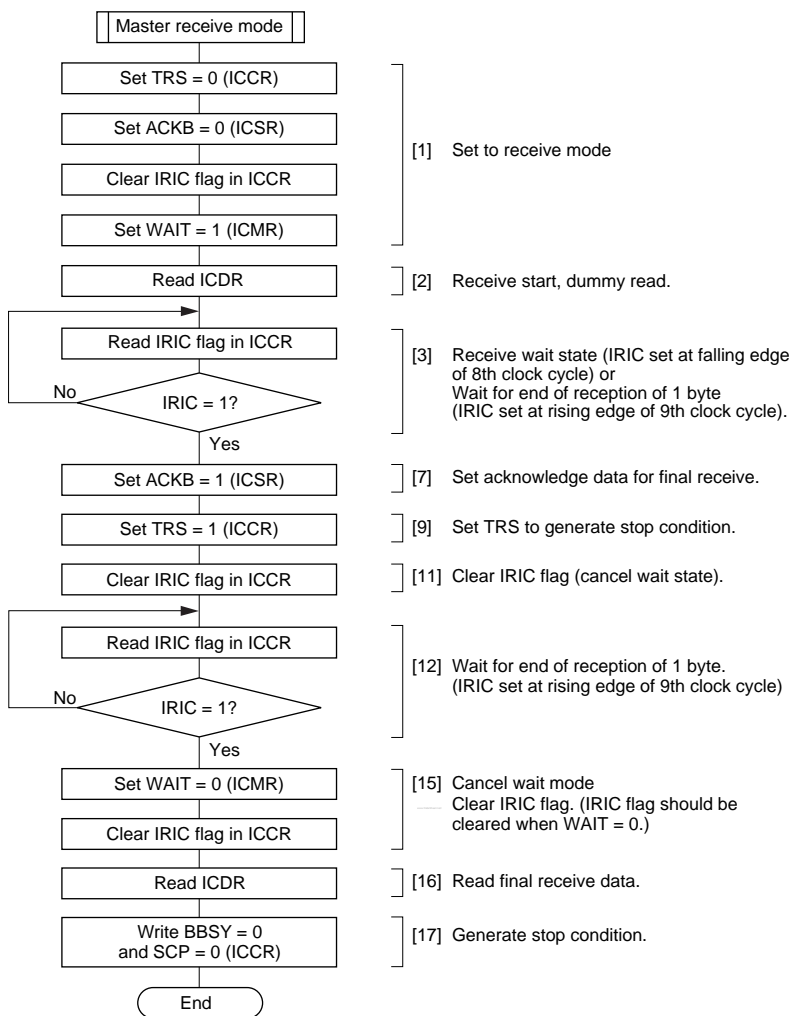 Master receive mode
Set TRS = 0 (ICCR)
Set ACKB = 0 (ICSR)
[1] Set to receive mode
Clear IRIC flag in ICCR
Set WAIT = 1 (ICMR)
Read ICDR
[2] Receive start, dummy read.
Read IRIC flag in ICCR
[3] Receive wait state (IRIC set at falling edge
of 8th clock cycle) or
Wait for end of reception of 1 byte
(IRIC set at rising edge of 9th clock cycle).
No
IRIC = 1?
Yes
Set ACKB = 1 (ICSR)
[7] Set acknowledge data for final receive.
Set TRS = 1 (ICCR)
[9] Set TRS to generate stop condition.
Clear IRIC flag in ICCR
[11] Clear IRIC flag (cancel wait state).
Read IRIC flag in ICCR
[12] Wait for end of reception of 1 byte.
(IRIC set at rising edge of 9th clock cycle)
No
IRIC = 1?
Yes
Set WAIT = 0 (ICMR)
[15] Cancel wait mode
Clear IRIC flag. (IRIC flag should be
cleared when WAIT = 0.)
Clear IRIC flag in ICCR
Read ICDR
[16] Read final receive data.
Write BBSY = 0
and SCP = 0 (ICCR)
[17] Generate stop condition.
End